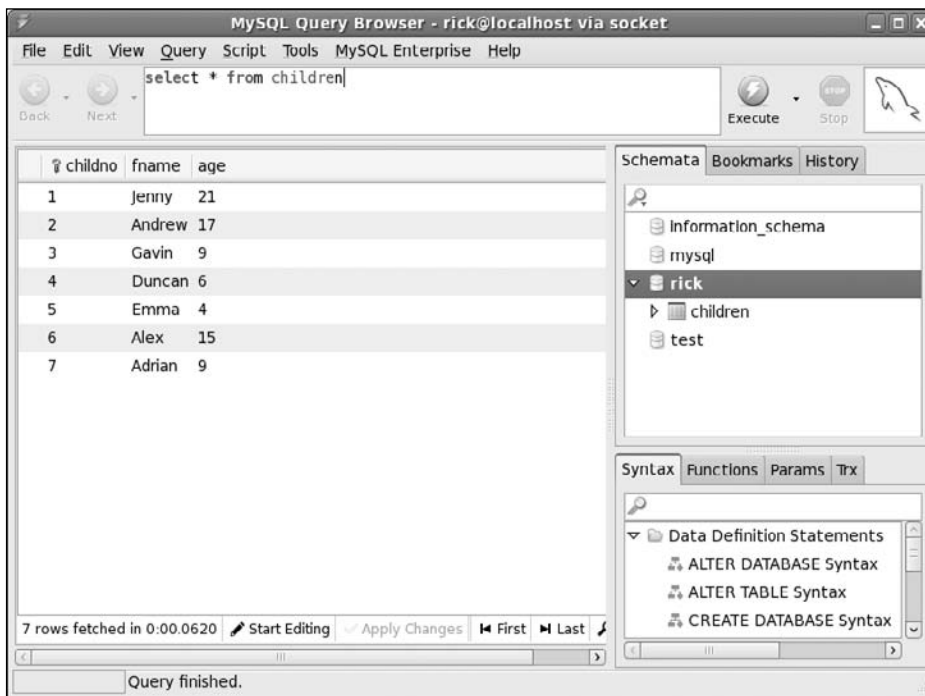 MySQL Query Browser - rick@localhost via socket
File Edit View Query Script Tools MySQL Enterprise Help
select * from children
Back Next Execute STOP Stop
childno fname age
1 Jenny 21
2 Andrew 17
3 Gavin 9
4 Duncan 6
5 Emma 4
6 Alex 15
7 Adrian 9
Schemata Bookmarks History
information_schema
mysql
rick
children
test
Syntax Functions Params Trx
Data Definition Statements
ALTER DATABASE Syntax
ALTER TABLE Syntax
CREATE DATABASE Syntax
7 rows fetched in 0:00.0620 Start Editing Apply Changes First Last
Query finished.